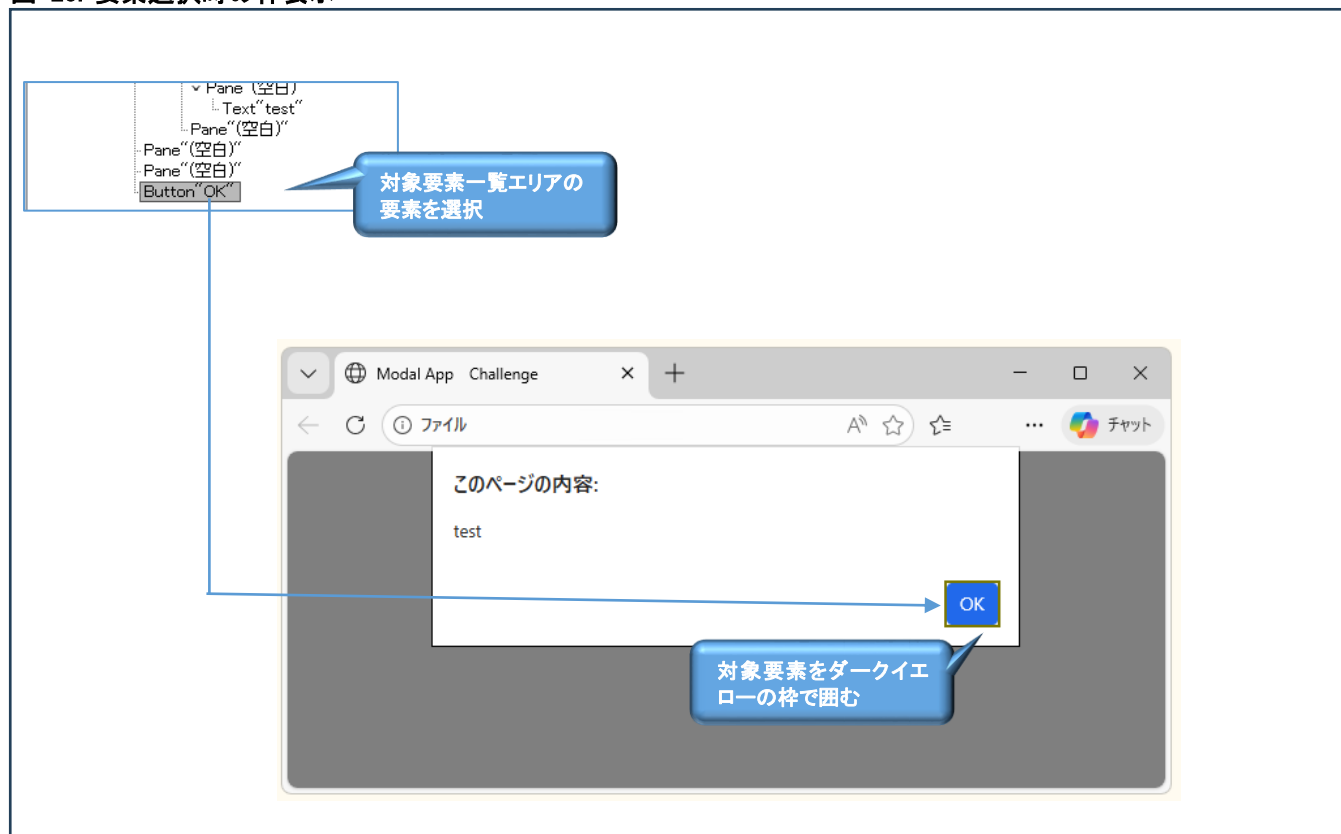 Pane"(空白)
Text"test"
Pane"(空白)"
Pane"(空白)"
Pane"(空白)"
Button"OK"
対象要素一覧エリアの
要素を選択
Modal App Challenge
ファイル
チャット
このページの内容:
test
OK
対象要素をダークイエ
ローの枠で囲む